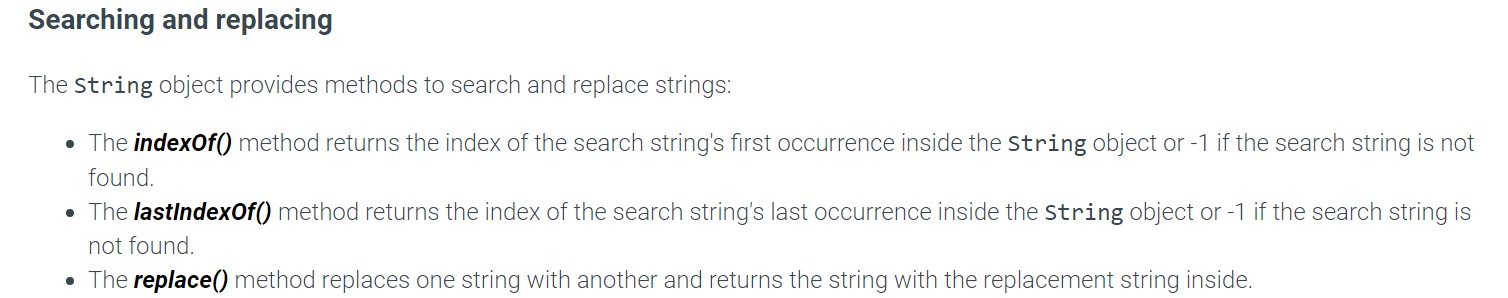 Searching and replacing
The String object provides methods to search and replace strings:
• The indexOf() method returns the index of the search string's first occurrence inside the String object or -1 if the search string is not
found.
• The lastIndexOf() method returns the index of the search string's last occurrence inside the String object or -1 if the search string is
not found.
• The replace() method replaces one string with another and returns the string with the replacement string inside.